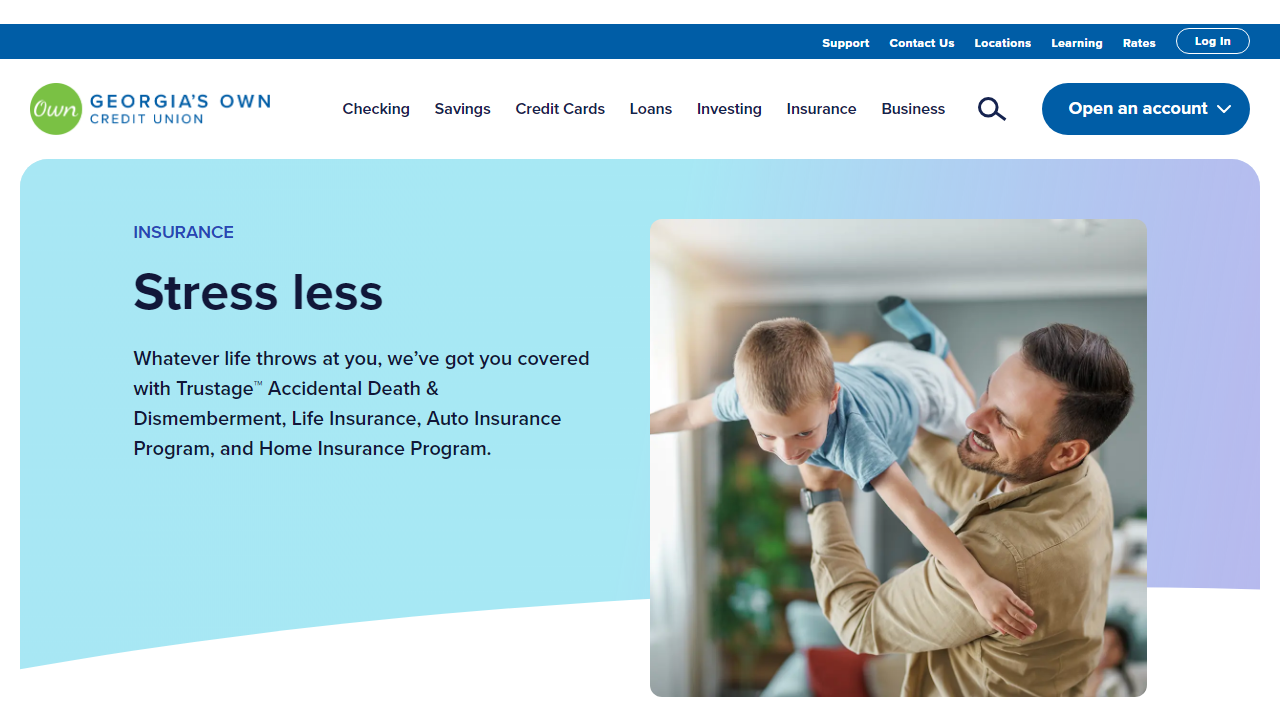 Support Contact Us Locations Learning Rates Log In
Own GEORGIA'S OWN
CREDIT UNION
Checking Savings Credit Cards Loans Investing Insurance Business Open an account
INSURANCE
Stress less
Whatever life throws at you, we’ve got you covered
with Trustage™ Accidental Death &
Dismemberment, Life Insurance, Auto Insurance
Program, and Home Insurance Program.